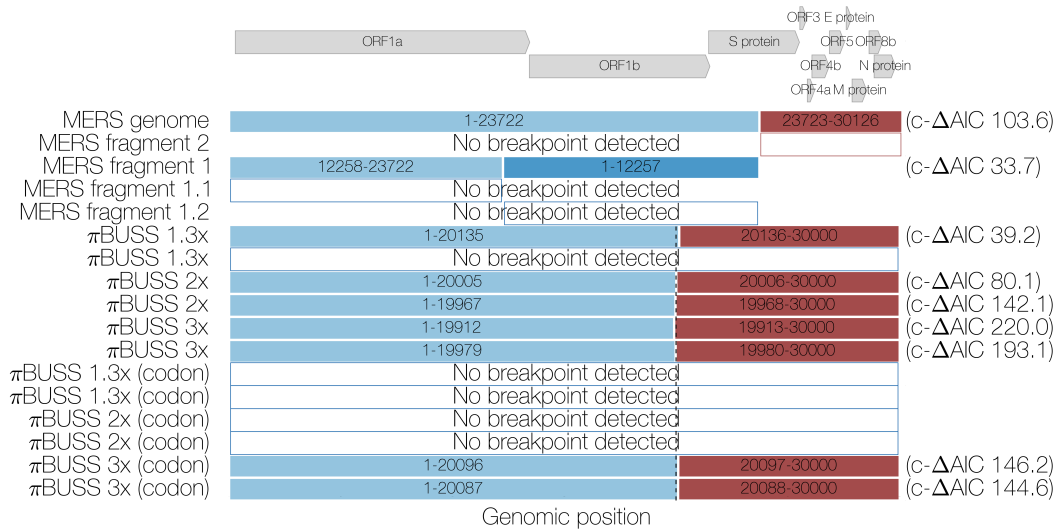 ORF3 E protein
ORF1a S protein ORF5 ORF8b
ORF1b ORF4b N protein
ORF4a M protein
MERS genome 1-23722 23723-30126 (c-ΔAIC 103.6)
MERS fragment 2 No breakpoint detected
MERS fragment 1 12258-23722 1-12257 (c-ΔAIC 33.7)
MERS fragment 1.1 No breakpoint detected
MERS fragment 1.2 No breakpoint detected
πBUSS 1.3x 1-20135 20136-30000 (c-ΔAIC 39.2)
πBUSS 1.3x No breakpoint detected
πBUSS 2x 1-20005 20006-30000 (c-ΔAIC 80.1)
πBUSS 2x 1-19967 19968-30000 (c-ΔAIC 142.1)
πBUSS 3x 1-19912 19913-30000 (c-ΔAIC 220.0)
πBUSS 3x 1-19979 19980-30000 (c-ΔAIC 193.1)
πBUSS 1.3x (codon) No breakpoint detected
πBUSS 1.3x (codon) No breakpoint detected
πBUSS 2x (codon) No breakpoint detected
πBUSS 2x (codon) No breakpoint detected
πBUSS 3x (codon) 1-20096 20097-30000 (c-ΔAIC 146.2)
πBUSS 3x (codon) 1-20087 20088-30000 (c-ΔAIC 144.6)
Genomic position